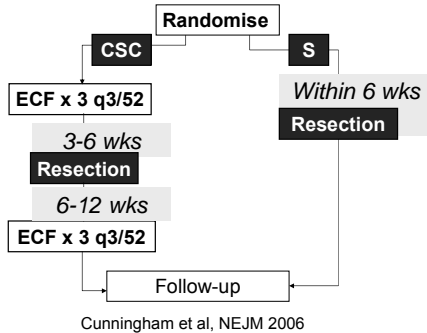 Randomise
CSC
S
ECF x 3 q3/52
Within 6 wks
Resection
3-6 wks
Resection
6-12 wks
ECF x 3 q3/52
Follow-up
Cunningham et al, NEJM 2006